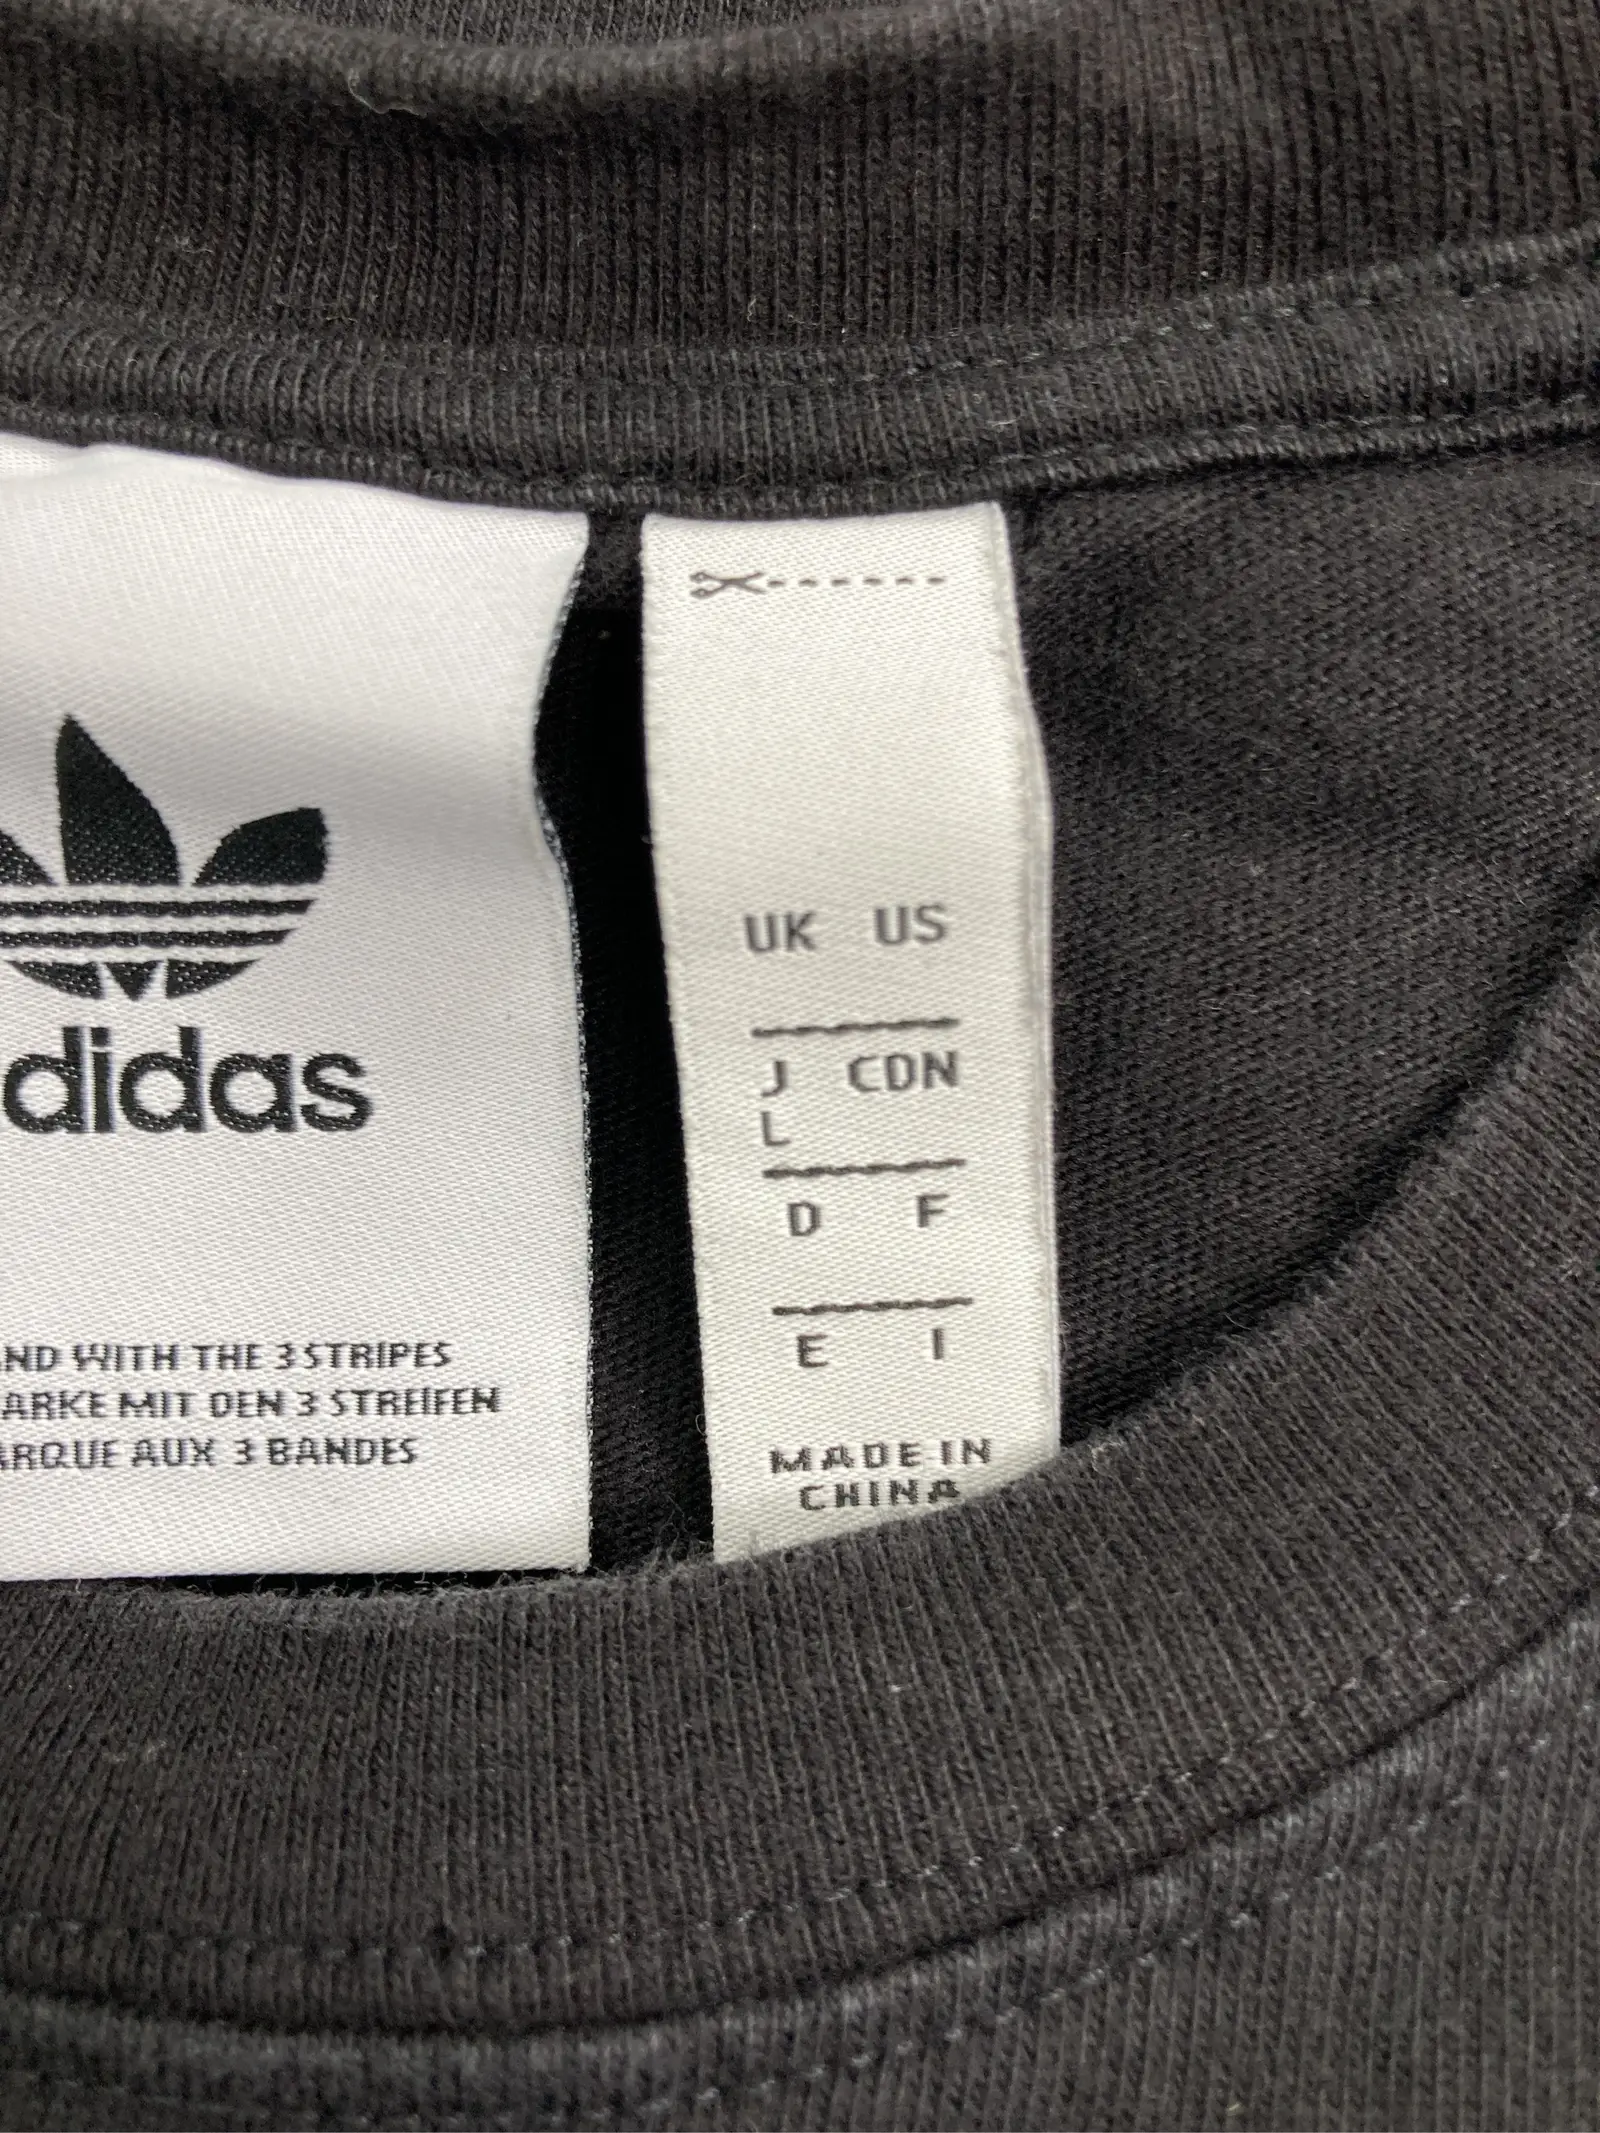 didas
ND WITH THE 3 STRIPES
ARKE MIT DEN 3 STREIFEN
ARQUE AUX 3 BANDES
UK US
J CDN
L
D F
E I
MADE IN
CHINA